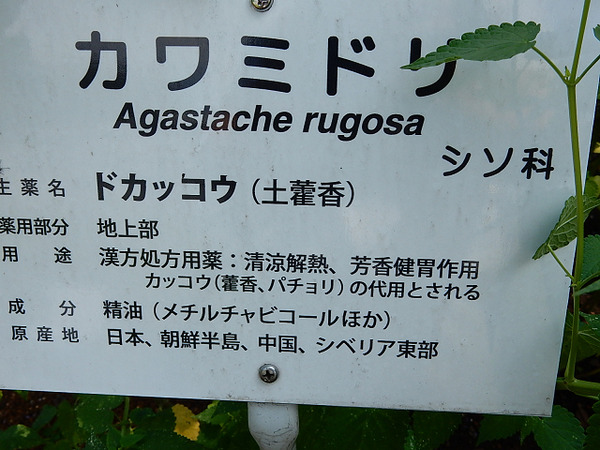 カワミドリ
Agastache rugosa
シソ科
生薬名 ドカッコウ（土藿香）
薬用部分 地上部
用途 漢方処方用薬：清涼解熱、芳香健胃作用
カッコウ（藿香、パチョリ）の代用とされる
成分 精油（メチルチャビコールほか）
原産地 日本、朝鮮半島、中国、シベリア東部